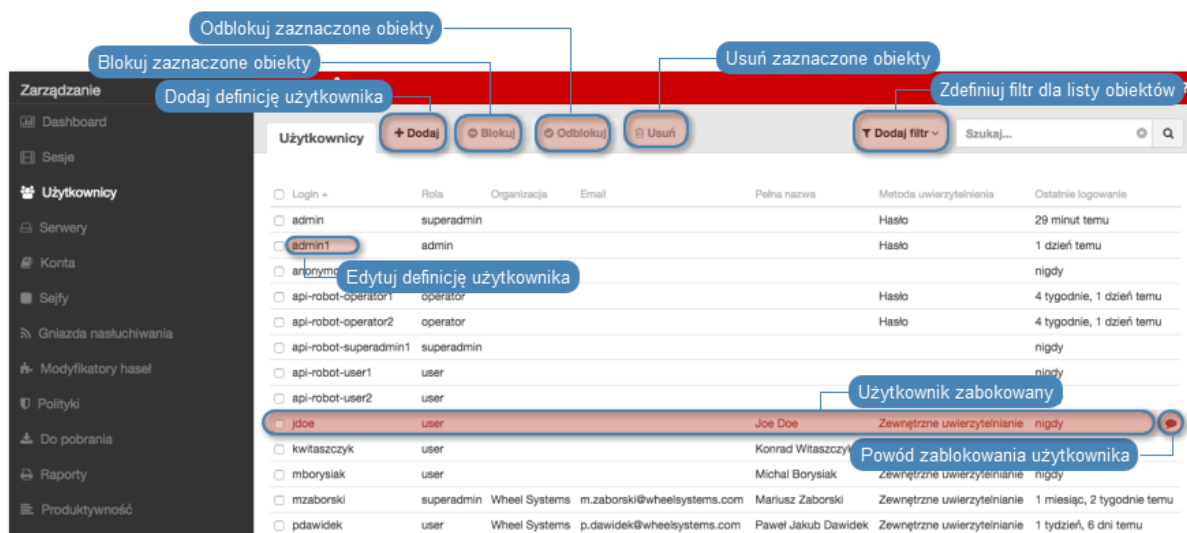 Odblokuj zaznaczone obiekty
Blokuj zaznaczone obiekty
Usuń zaznaczone obiekty
Zarządzanie
Dodaj definicję użytkownika
Zdefiniuj filtr dla listy obiektów
Użytkownicy
+ Dodaj
Blokuj
Odblokuj
Usuń
Dodaj filtr
Szukaj...
Dashboard
Sesje
Użytkownicy
Serwery
Konta
Sejfy
Gniazda nasłuchiwania
Modyfikatory haseł
Polityki
Do pobrania
Raporty
Produktywność
Login Rola Organizacja Email Pełna nazwa Metoda uwierzytelnienia Ostatnie logowanie
admin superadmin Hasło 29 minut temu
admin1 admin Hasło 1 dzień temu
Edytuj definicję użytkownika
nigdy
api-robot-operator1 operator Hasło 4 tygodnie, 1 dzień temu
api-robot-operator2 operator Hasło 4 tygodnie, 1 dzień temu
api-robot-superadmin1 superadmin nigdy
api-robot-user1 user nigdy
api-robot-user2 user
Użytkownik zabokowany
jdoe user Joe Doe Zewnętrzne uwierzytelnianie nigdy
kwitaszczyk user Konrad Witaszczyk
Powód zablokowania użytkownika
mborysiak user Michal Borysiak Zewnętrzne uwierzytelnianie nigdy
mzaborski superadmin Wheel Systems m.zaborski@wheelsystems.com Mariusz Zaborski Zewnętrzne uwierzytelnianie 1 miesiąc, 2 tygodnie temu
pdawidek user Wheel Systems p.dawidek@wheelsystems.com Paweł Jakub Dawidek Zewnętrzne uwierzytelnianie 1 tydzień, 6 dni temu